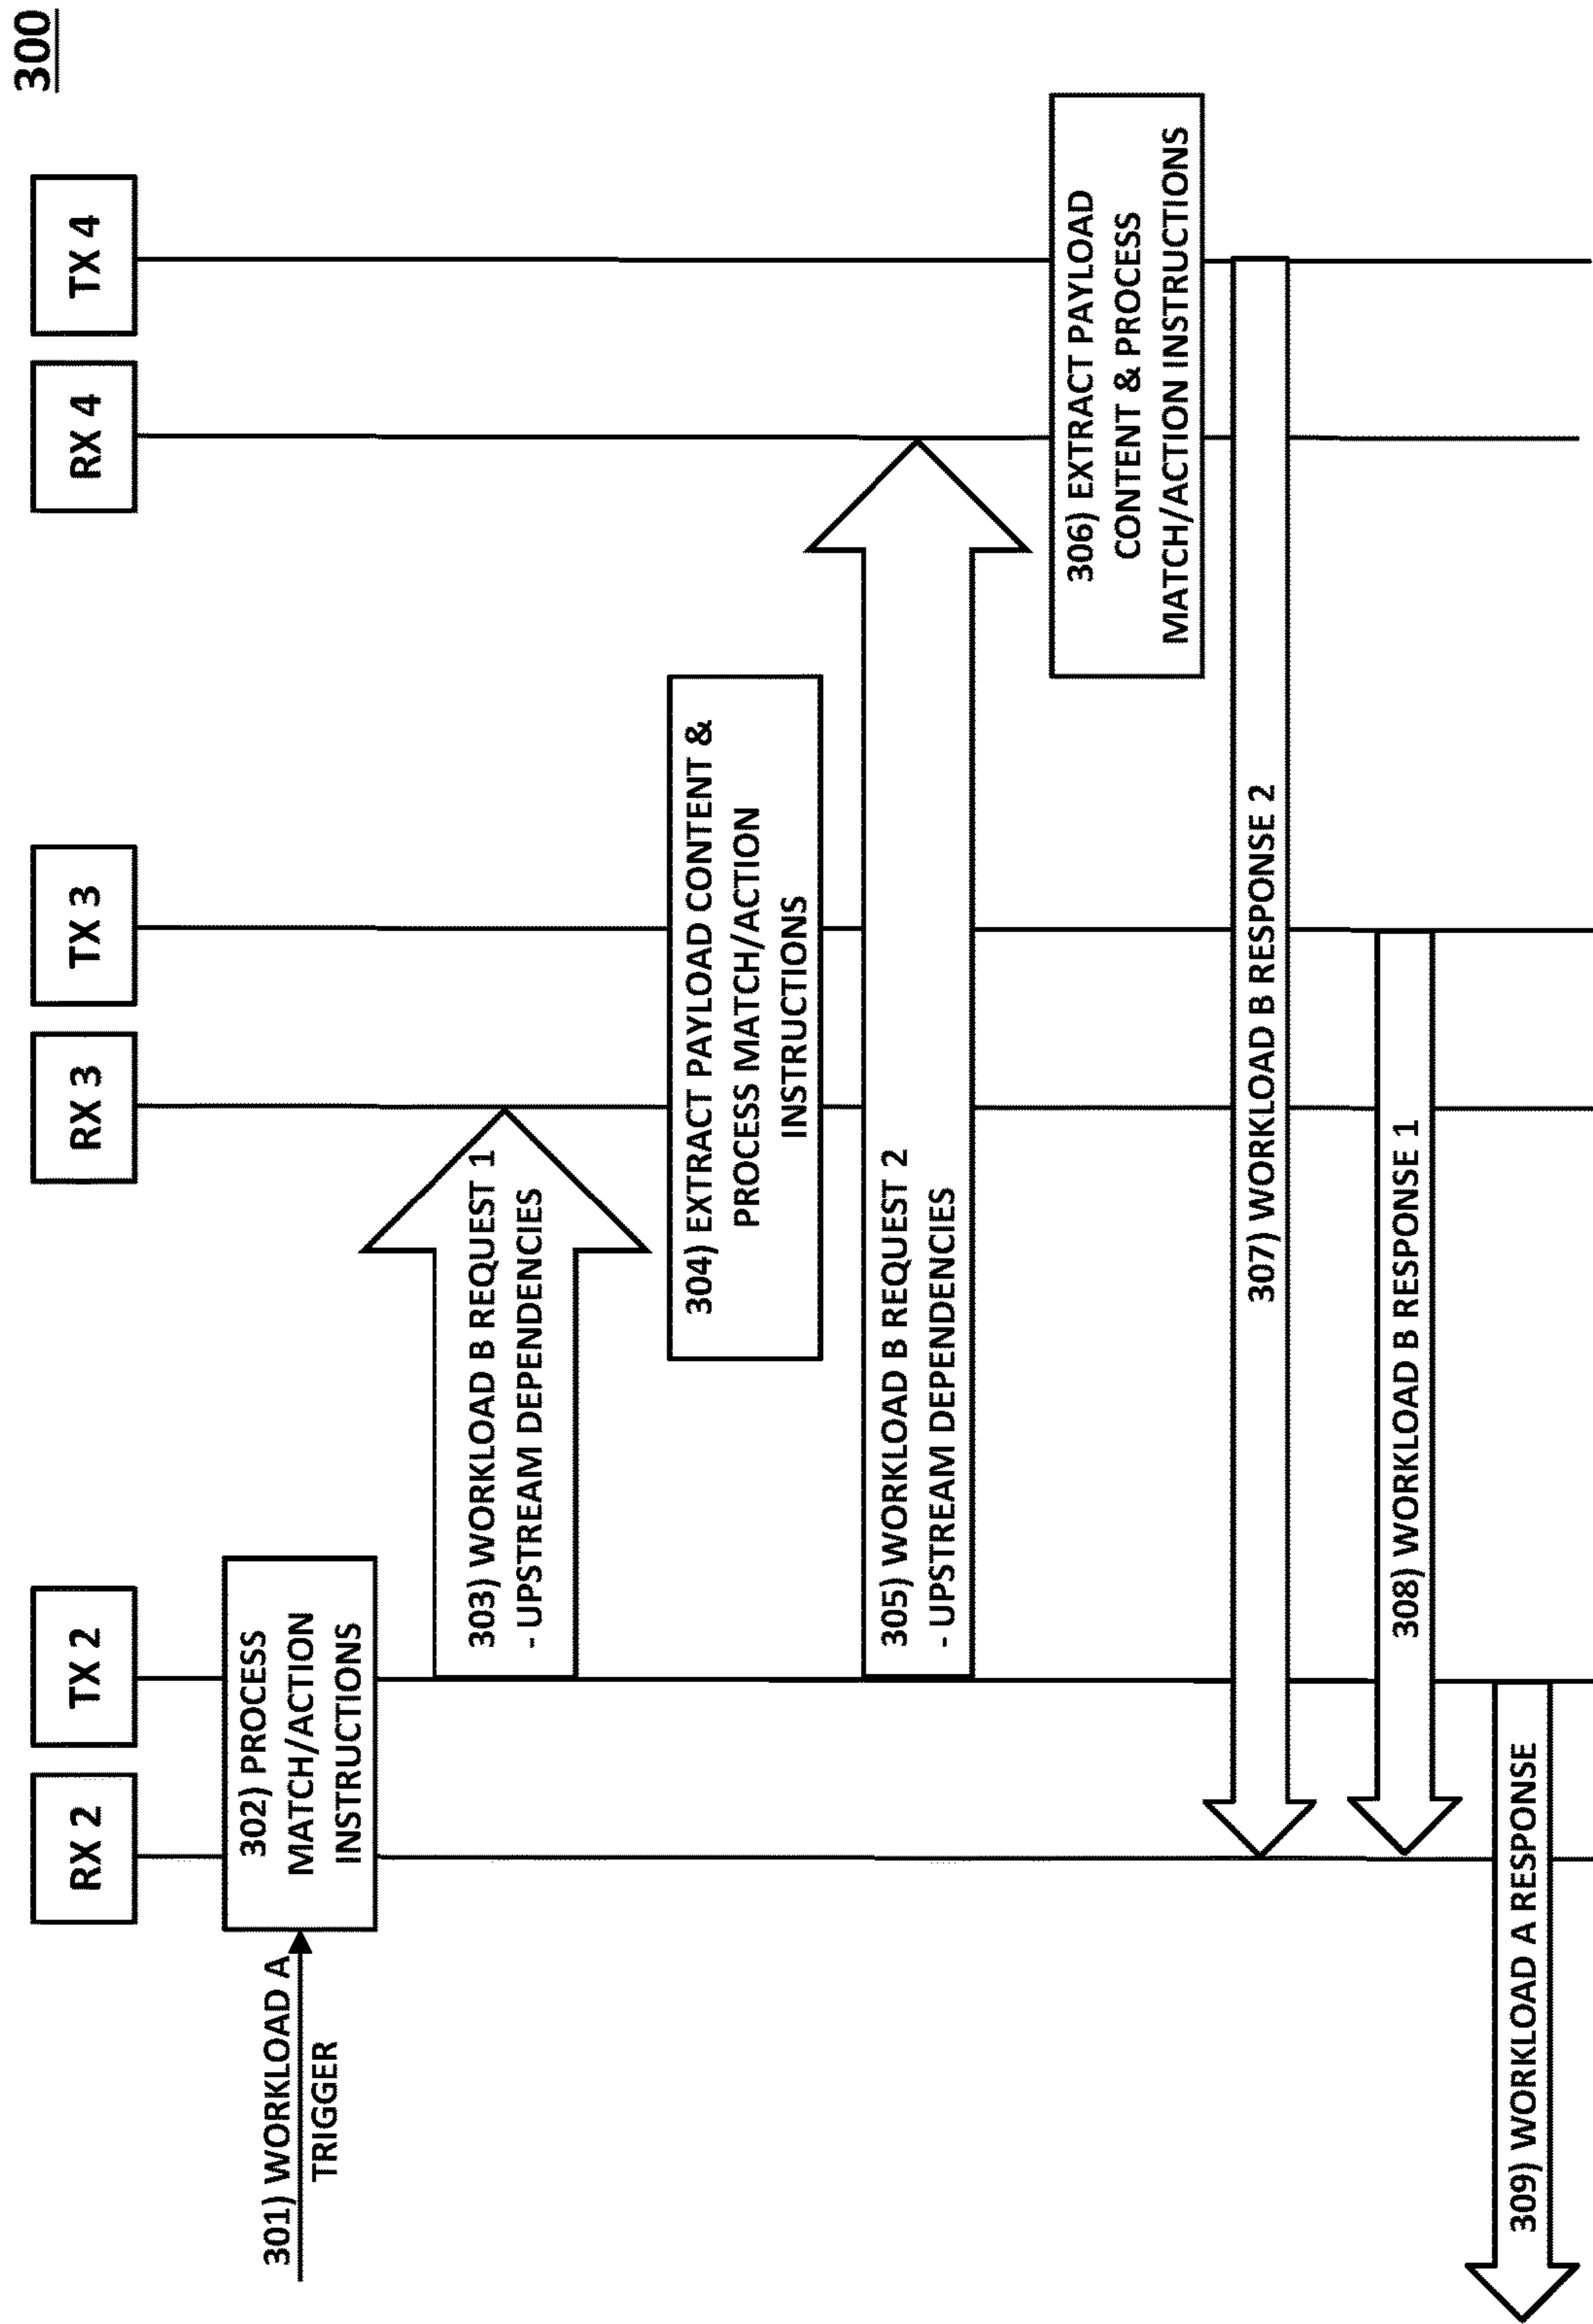 300
RX 2
TX 2
RX 3
TX 3
RX 4
TX 4
301) WORKLOAD A
TRIGGER
302) PROCESS
MATCH/ACTION
INSTRUCTIONS
303) WORKLOAD B REQUEST 1
- UPSTREAM DEPENDENCIES
304) EXTRACT PAYLOAD CONTENT &
PROCESS MATCH/ACTION
INSTRUCTIONS
305) WORKLOAD B REQUEST 2
- UPSTREAM DEPENDENCIES
306) EXTRACT PAYLOAD
CONTENT & PROCESS
MATCH/ACTION INSTRUCTIONS
307) WORKLOAD B RESPONSE 2
308) WORKLOAD B RESPONSE 1
309) WORKLOAD A RESPONSE